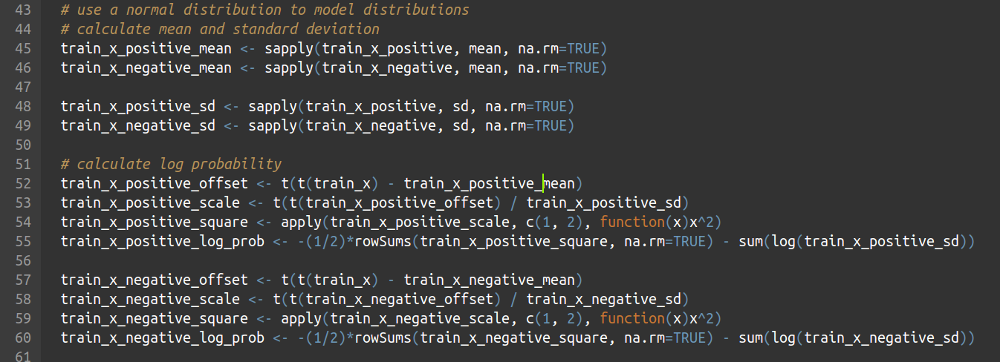 43 # use a normal distribution to model distributions
44 # calculate mean and standard deviation
45 train_x_positive_mean <- sapply(train_x_positive, mean, na.rm=TRUE)
46 train_x_negative_mean <- sapply(train_x_negative, mean, na.rm=TRUE)
47
48 train_x_positive_sd <- sapply(train_x_positive, sd, na.rm=TRUE)
49 train_x_negative_sd <- sapply(train_x_negative, sd, na.rm=TRUE)
50
51 # calculate log probability
52 train_x_positive_offset <- t(t(train_x) - train_x_positive_mean)
53 train_x_positive_scale <- t(t(train_x_positive_offset) / train_x_positive_sd)
54 train_x_positive_square <- apply(train_x_positive_scale, c(1, 2), function(x)x^2)
55 train_x_positive_log_prob <- -(1/2)*rowSums(train_x_positive_square, na.rm=TRUE) - sum(log(train_x_positive_sd))
56
57 train_x_negative_offset <- t(t(train_x) - train_x_negative_mean)
58 train_x_negative_scale <- t(t(train_x_negative_offset) / train_x_negative_sd)
59 train_x_negative_square <- apply(train_x_negative_scale, c(1, 2), function(x)x^2)
60 train_x_negative_log_prob <- -(1/2)*rowSums(train_x_negative_square, na.rm=TRUE) - sum(log(train_x_negative_sd))
61